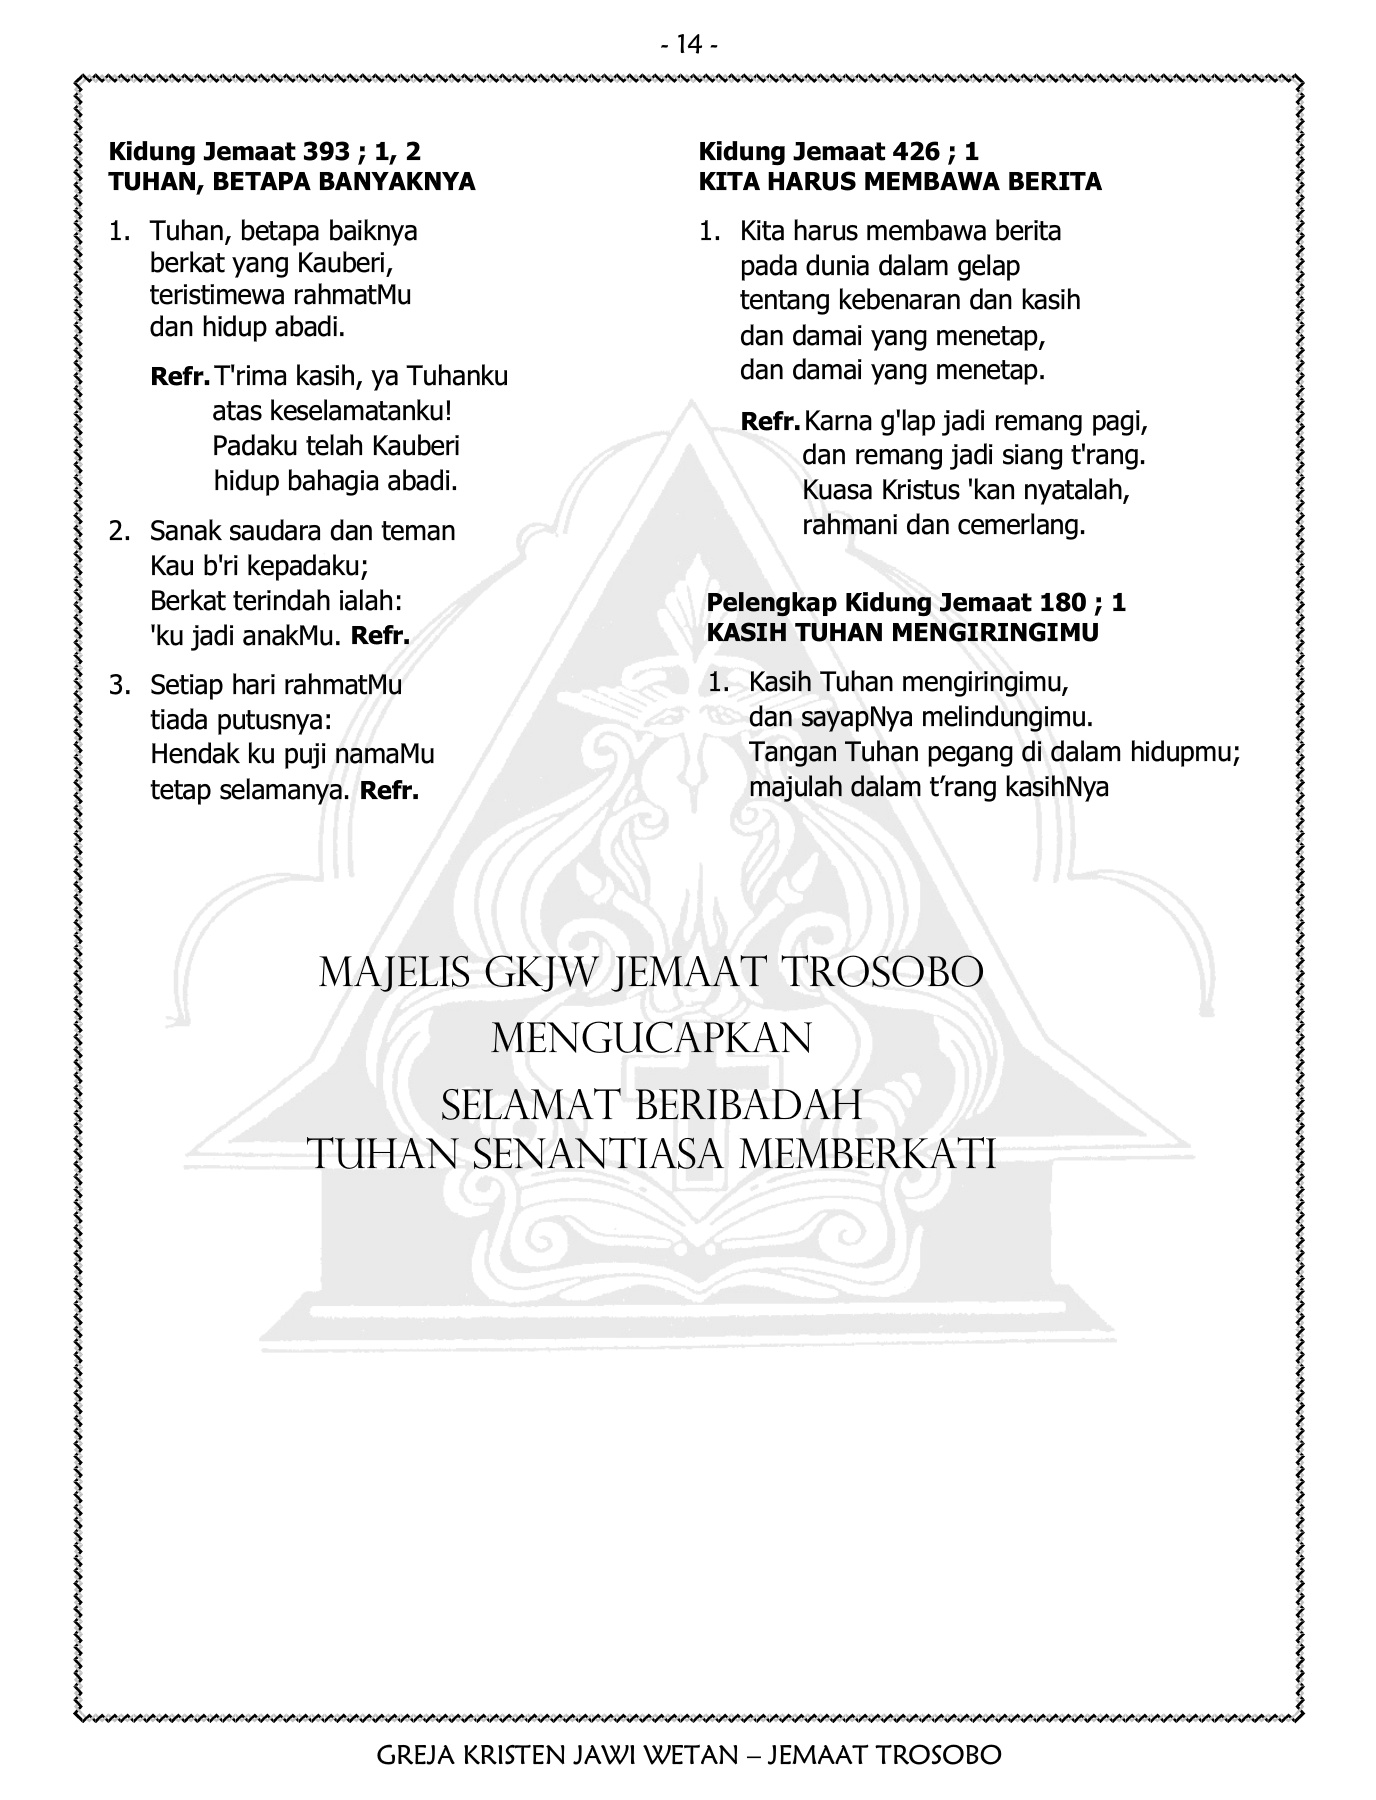 - 14 -
Kidung Jemaat 393 ; 1, 2
TUHAN, BETAPA BANYAKNYA
1. Tuhan, betapa baiknya
berkat yang Kauberi,
teristimewa rahmatMu
dan hidup abadi.
Refr. T'rima kasih, ya Tuhanku
atas keselamatanku!
Padaku telah Kauberi
hidup bahagia abadi.
2. Sanak saudara dan teman
Kau b'ri kepadaku;
Berkat terindah ialah:
'ku jadi anakMu. Refr.
3. Setiap hari rahmatMu
tiada putusnya:
Hendak ku puji namaMu
tetap selamanya. Refr.
Kidung Jemaat 426 ; 1
KITA HARUS MEMBAWA BERITA
1. Kita harus membawa berita
pada dunia dalam gelap
tentang kebenaran dan kasih
dan damai yang menetap,
dan damai yang menetap.
Refr. Karna g'lap jadi remang pagi,
dan remang jadi siang t'rang.
Kuasa Kristus 'kan nyatalah,
rahmani dan cemerlang.
Pelengkap Kidung Jemaat 180 ; 1
KASIH TUHAN MENGIRINGIMU
1. Kasih Tuhan mengiringimu,
dan sayapNya melindungimu.
Tangan Tuhan pegang di dalam hidupmu;
majulah dalam t’rang kasihNya
MAJELIS GKJW JEMAAT TROSOBO
MENGUCAPKAN
SELAMAT BERIBADAH
TUHAN SENANTIASA MEMBERKATI
GREJA KRISTEN JAWI WETAN – JEMAAT TROSOBO